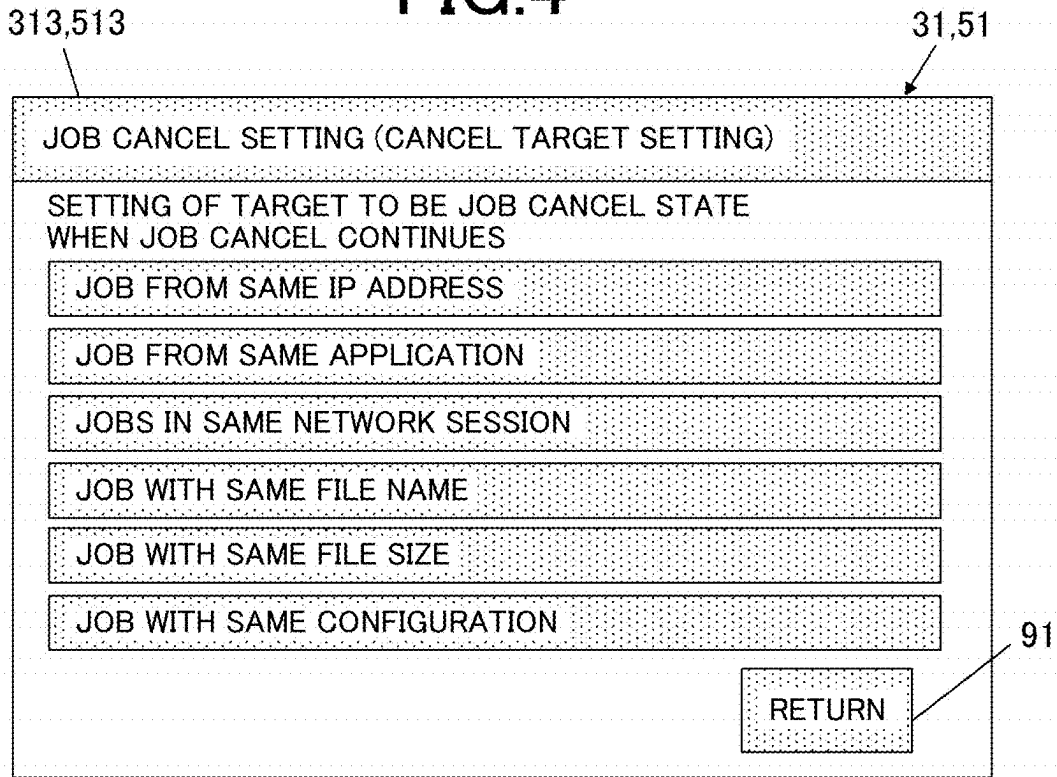 FIG.4
313,513
31,51
JOB CANCEL SETTING (CANCEL TARGET SETTING)
SETTING OF TARGET TO BE JOB CANCEL STATE
WHEN JOB CANCEL CONTINUES
JOB FROM SAME IP ADDRESS
JOB FROM SAME APPLICATION
JOBS IN SAME NETWORK SESSION
JOB WITH SAME FILE NAME
JOB WITH SAME FILE SIZE
JOB WITH SAME CONFIGURATION
91
RETURN